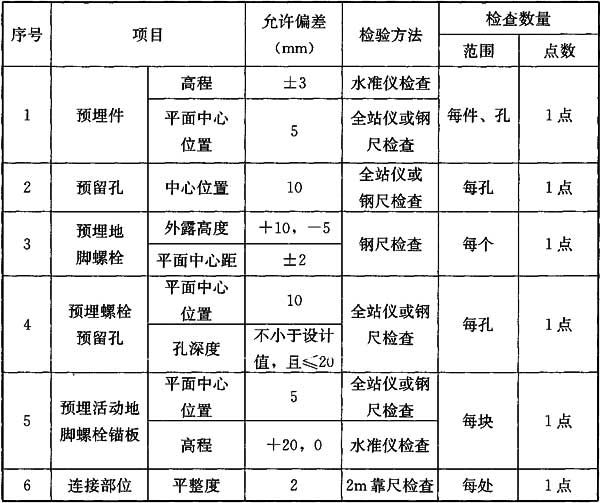 序号 项目 允许偏差（mm） 检验方法 检查数量
范围 点数
1 预埋件 高程 ±3 水准仪检查 每件、孔 1点
平面中心位置 5 全站仪或钢尺检查
2 预留孔 中心位置 10 全站仪或钢尺检查 每孔 1点
3 预埋地脚螺栓 外露高度 +10，-5 钢尺检查 每个 1点
平面中心距 ±2
4 预埋螺栓预留孔 平面中心位置 10 全站仪或钢尺检查 每孔 1点
孔深度 不小于设计值，且≤20
5 预埋活动地脚螺栓锚板 平面中心位置 5 全站仪或钢尺检查 每块 1点
高程 +20，0 水准仪检查
6 连接部位 平整度 2 2m靠尺检查 每处 1点